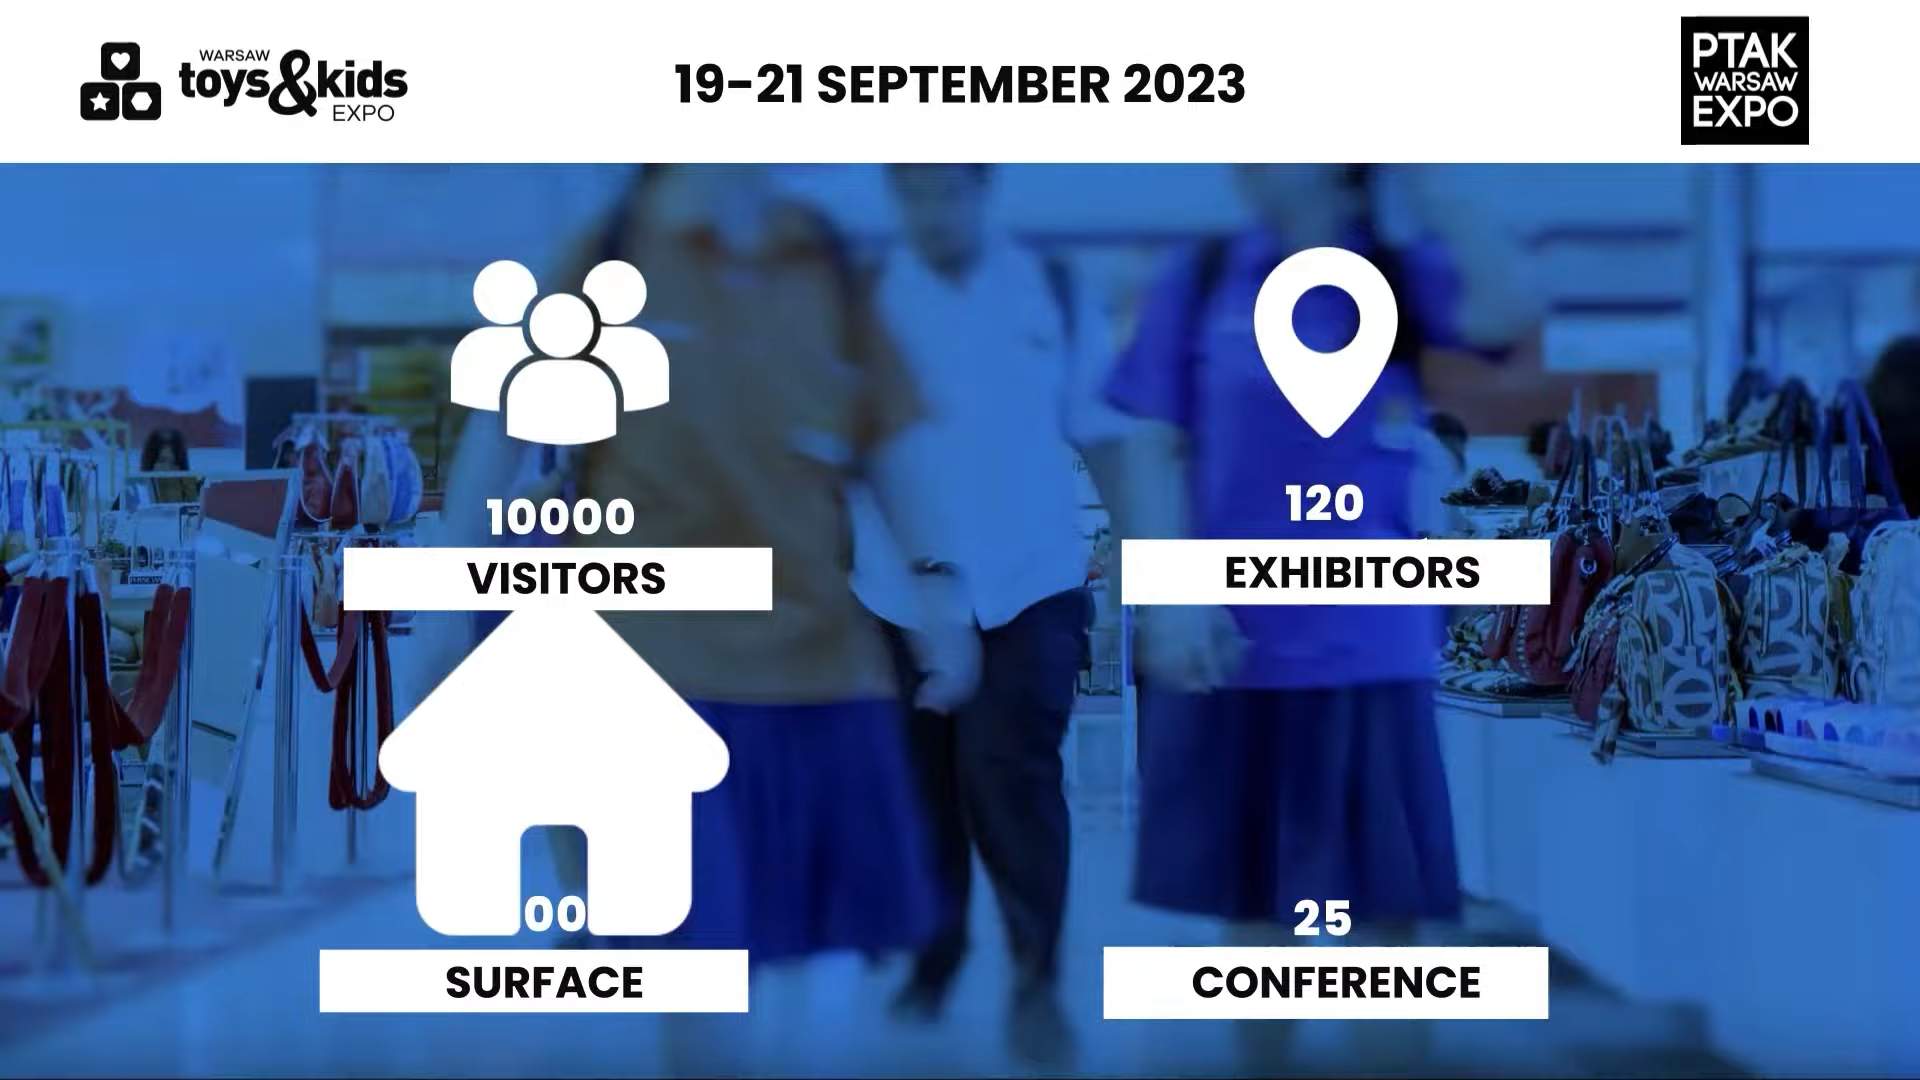 WARSAW
toys&kids
EXPO
19-21 SEPTEMBER 2023
PTAK
WARSAW
EXPO
10000
VISITORS
120
EXHIBITORS
00
SURFACE
25
CONFERENCE